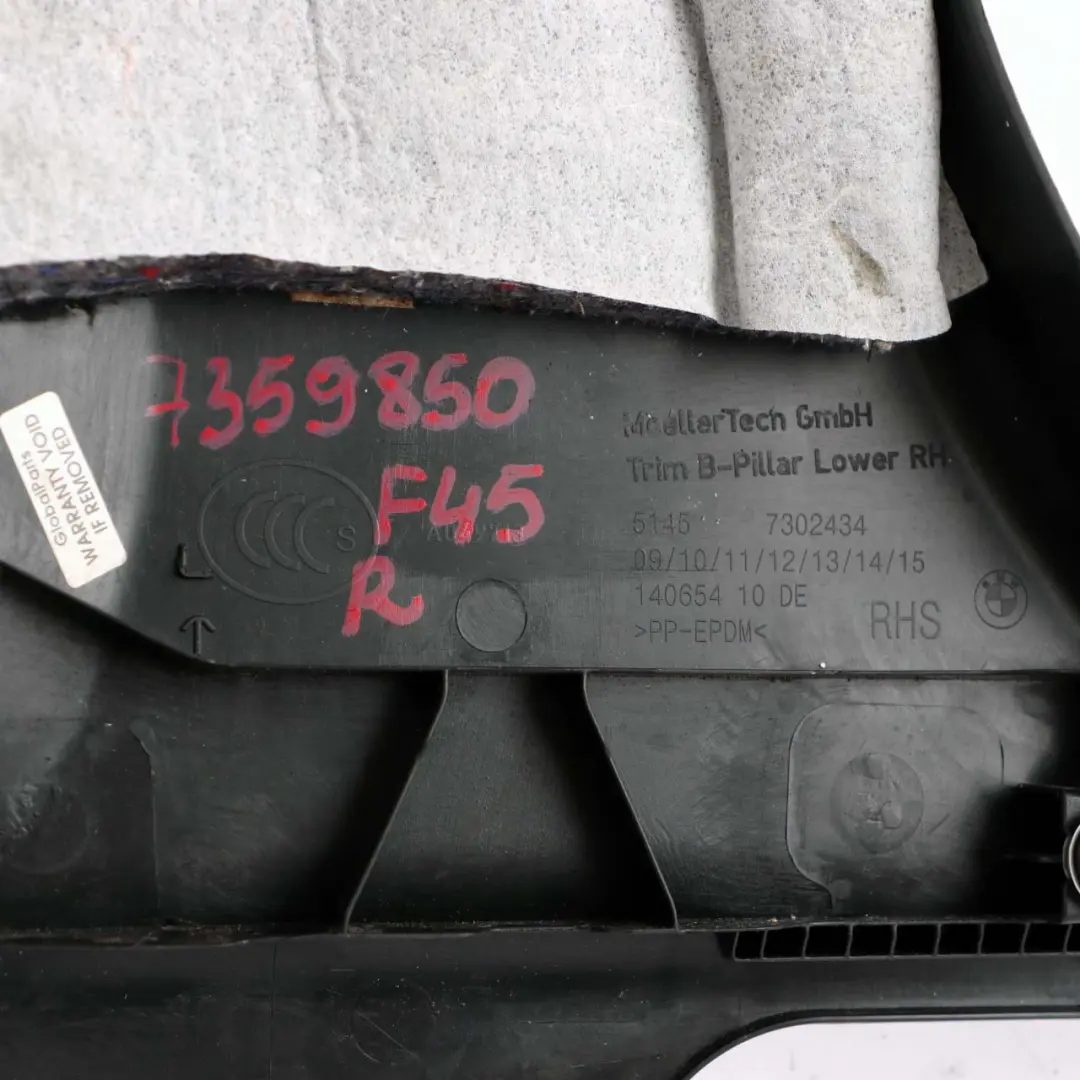 7359850
F45
R
GlobalParts
WARRANTY VOID
IF REMOVED
MoellerTech GmbH
Trim B-Pillar Lower RH
5145 7302434
09/10/11/12/13/14/15
140654 10 DE
>PP-EPDM<
RHS
CCC S
L